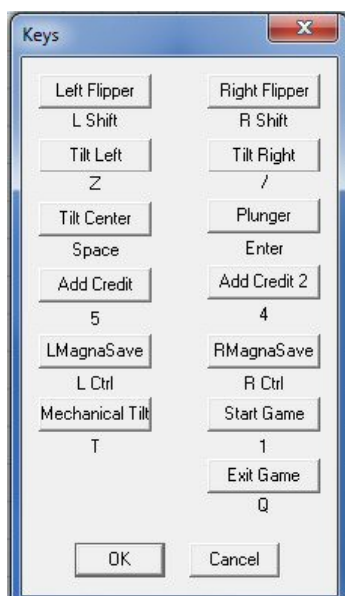 Keys
Left Flipper Right Flipper
L Shift R Shift
Tilt Left Tilt Right
Z /
Tilt Center Plunger
Space Enter
Add Credit Add Credit 2
5 4
LMagnaSave RMagnaSave
L Ctrl R Ctrl
Mechanical Tilt Start Game
T 1
Exit Game
Q
OK Cancel